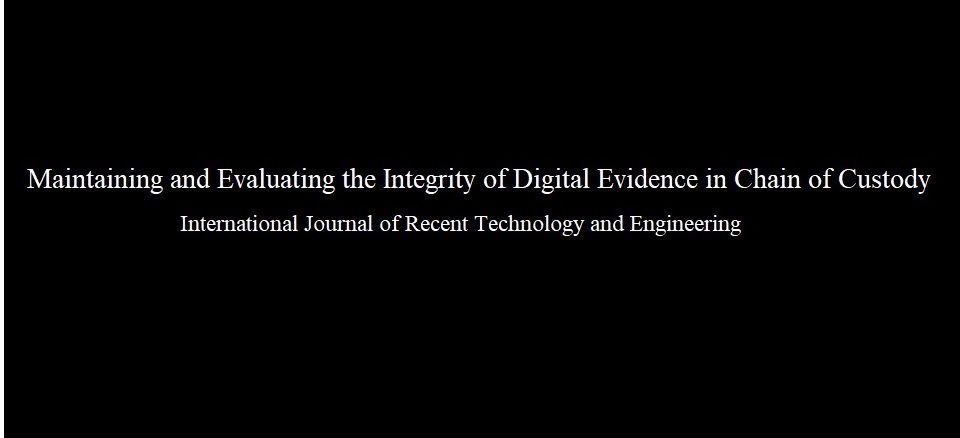 Maintaining and Evaluating the Integrity of Digital Evidence in Chain of Custody
International Journal of Recent Technology and Engineering